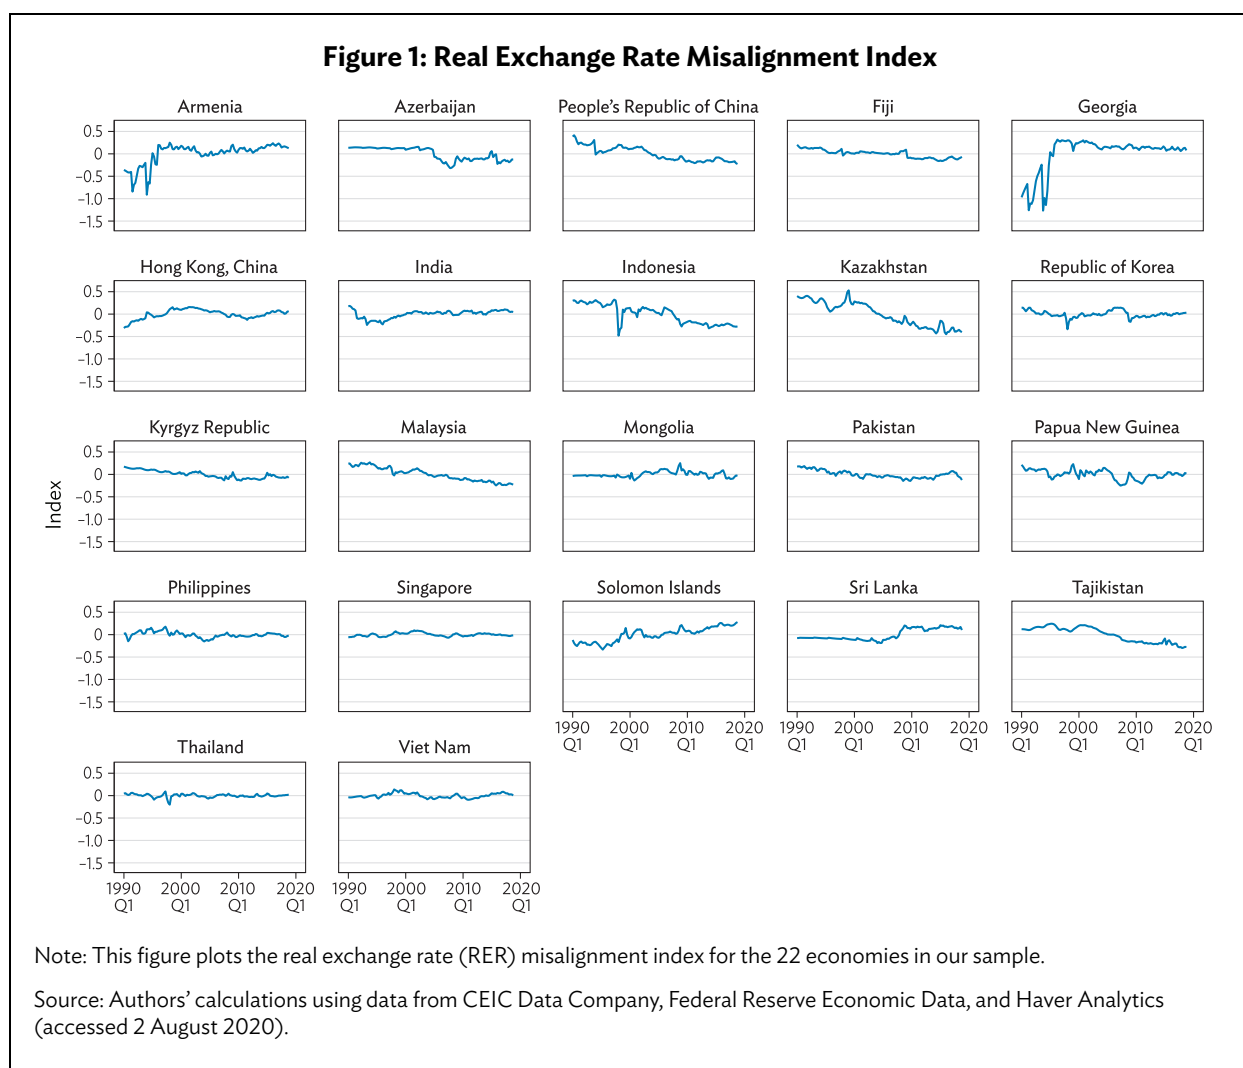 Figure 1: Real Exchange Rate Misalignment Index
Armenia
Azerbaijan
People's Republic of China
Fiji
Georgia
0.5
0
−0.5
−1.0
−1.5
Hong Kong, China
India
Indonesia
Kazakhstan
Republic of Korea
0.5
0
−0.5
−1.0
−1.5
Kyrgyz Republic
Malaysia
Mongolia
Pakistan
Papua New Guinea
Index
0.5
0
−0.5
−1.0
−1.5
Philippines
Singapore
Solomon Islands
Sri Lanka
Tajikistan
0.5
0
−0.5
−1.0
−1.5
1990 2000 2010 2020
Q1 Q1 Q1 Q1
1990 2000 2010 2020
Q1 Q1 Q1 Q1
1990 2000 2010 2020
Q1 Q1 Q1 Q1
Thailand
Viet Nam
0.5
0
−0.5
−1.0
−1.5
1990 2000 2010 2020
Q1 Q1 Q1 Q1
1990 2000 2010 2020
Q1 Q1 Q1 Q1
Note: This figure plots the real exchange rate (RER) misalignment index for the 22 economies in our sample.
Source: Authors' calculations using data from CEIC Data Company, Federal Reserve Economic Data, and Haver Analytics
(accessed 2 August 2020).